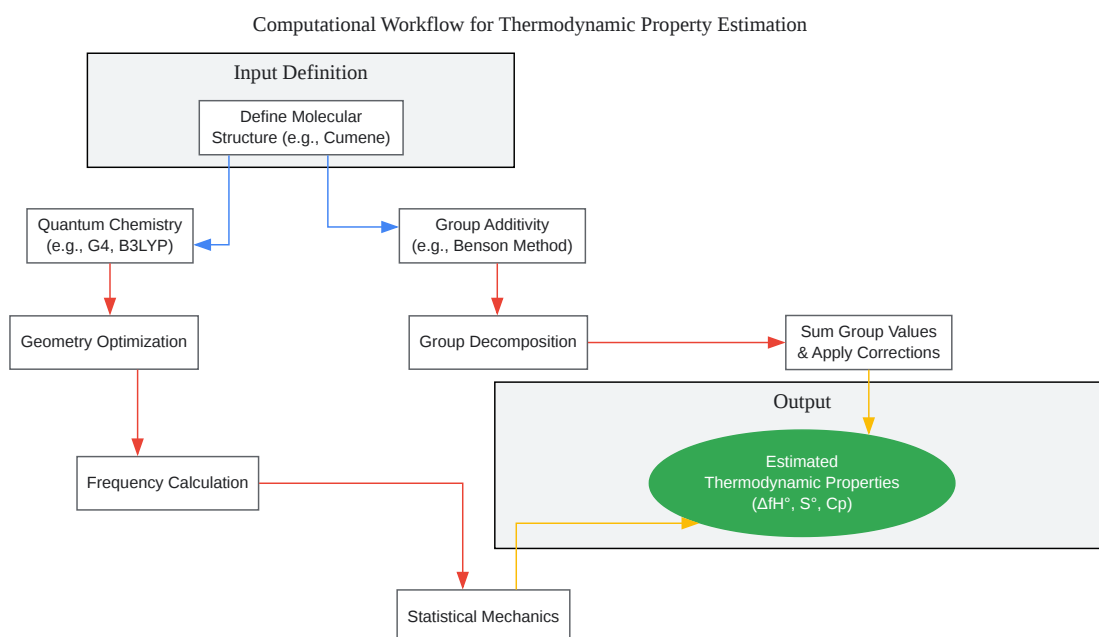 Computational Workflow for Thermodynamic Property Estimation
Input Definition
Define Molecular
Structure (e.g., Cumene)
Quantum Chemistry
(e.g., G4, B3LYP)
Group Additivity
(e.g., Benson Method)
Geometry Optimization
Group Decomposition
Sum Group Values
& Apply Corrections
Output
Estimated
Thermodynamic Properties
(ΔfH°, S°, Cp)
Frequency Calculation
Statistical Mechanics